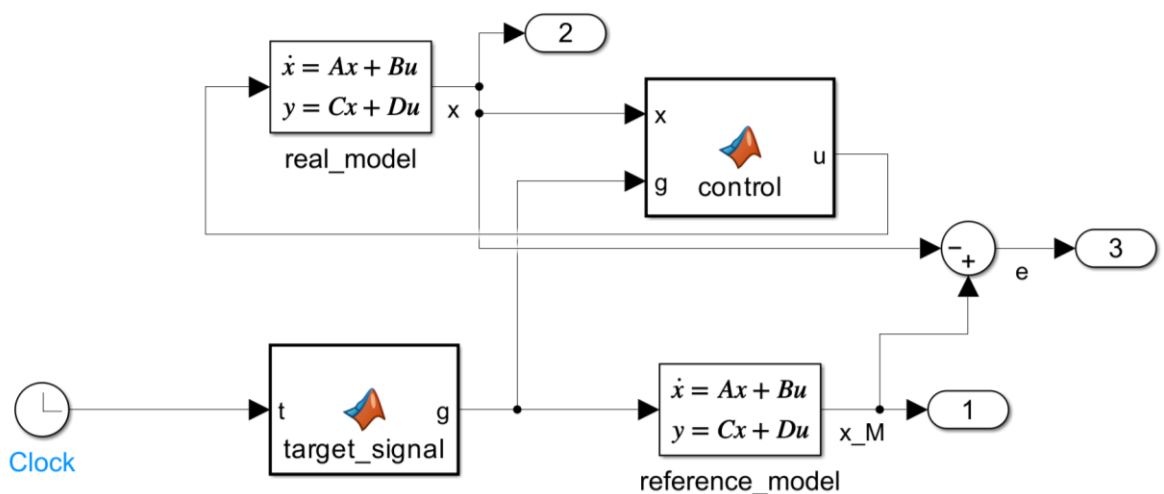 2
ẋ = Ax + Bu
y = Cx + Du
x
real_model
x
g
u
control
−
+
e
3
t
g
target_signal
Clock
ẋ = Ax + Bu
y = Cx + Du
x_M
1
reference_model